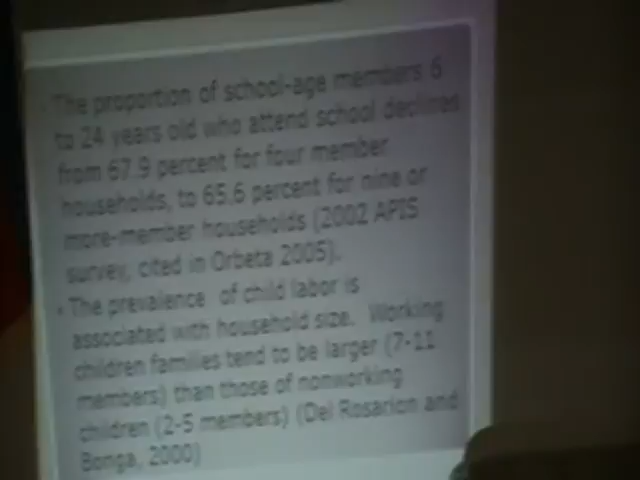 The proportion of school-age members 6
to 24 years old who attend school declines
from 67.9 percent for four member
households, to 65.6 percent for nine or
more-member households (2002 APIS
survey, cited in Orbeta 2005).
• The prevalence of child labor is
associated with household size. Working
children families tend to be larger (7-11
members) than those of nonworking
children (2-5 members) (Del Rosarion and
Bonga, 2000)